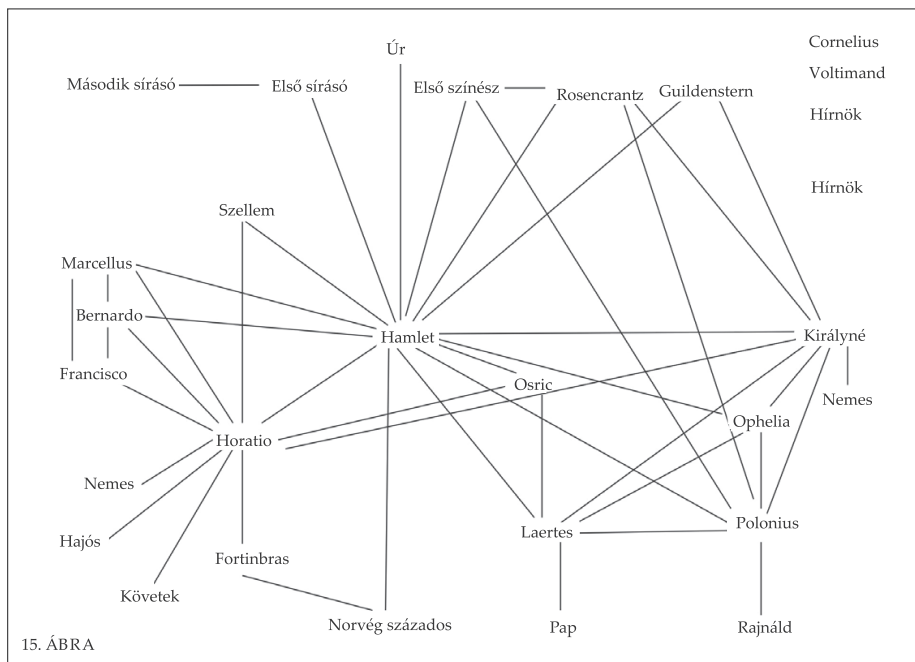 Úr
Cornelius
Voltimand
Második sírásó
Első sírásó
Első színész
Rosencrantz
Guildenstern
Hírnök
Hírnök
Szellem
Marcellus
Bernardo
Hamlet
Királyné
Francisco
Osric
Nemes
Ophelia
Horatio
Nemes
Polonius
Laertes
Hajós
Fortinbras
Követek
Norvég százados
Pap
Rajnáld
15. ÁBRA